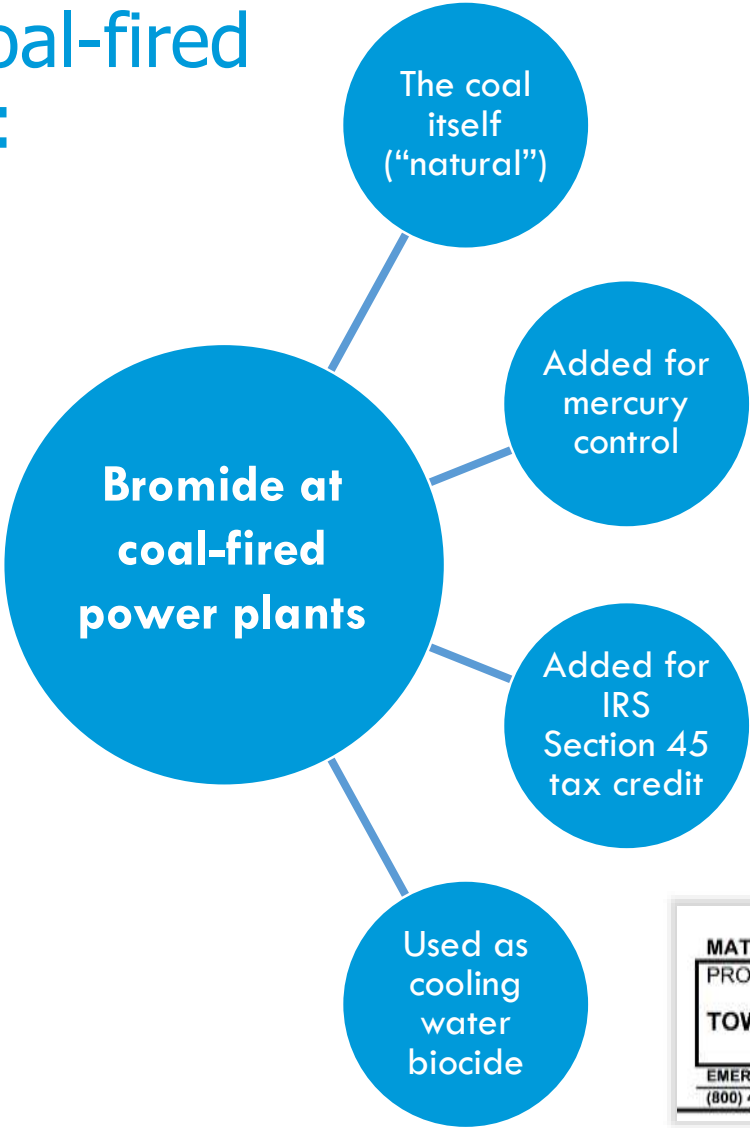 oal-fired
:
The coal
itself
(“natural”)
Added for
mercury
control
Bromide at
coal-fired
power plants
Added for
IRS
Section 45
tax credit
Used as
cooling
water
biocide
MAT
PRO
TOW
EMER
(800)